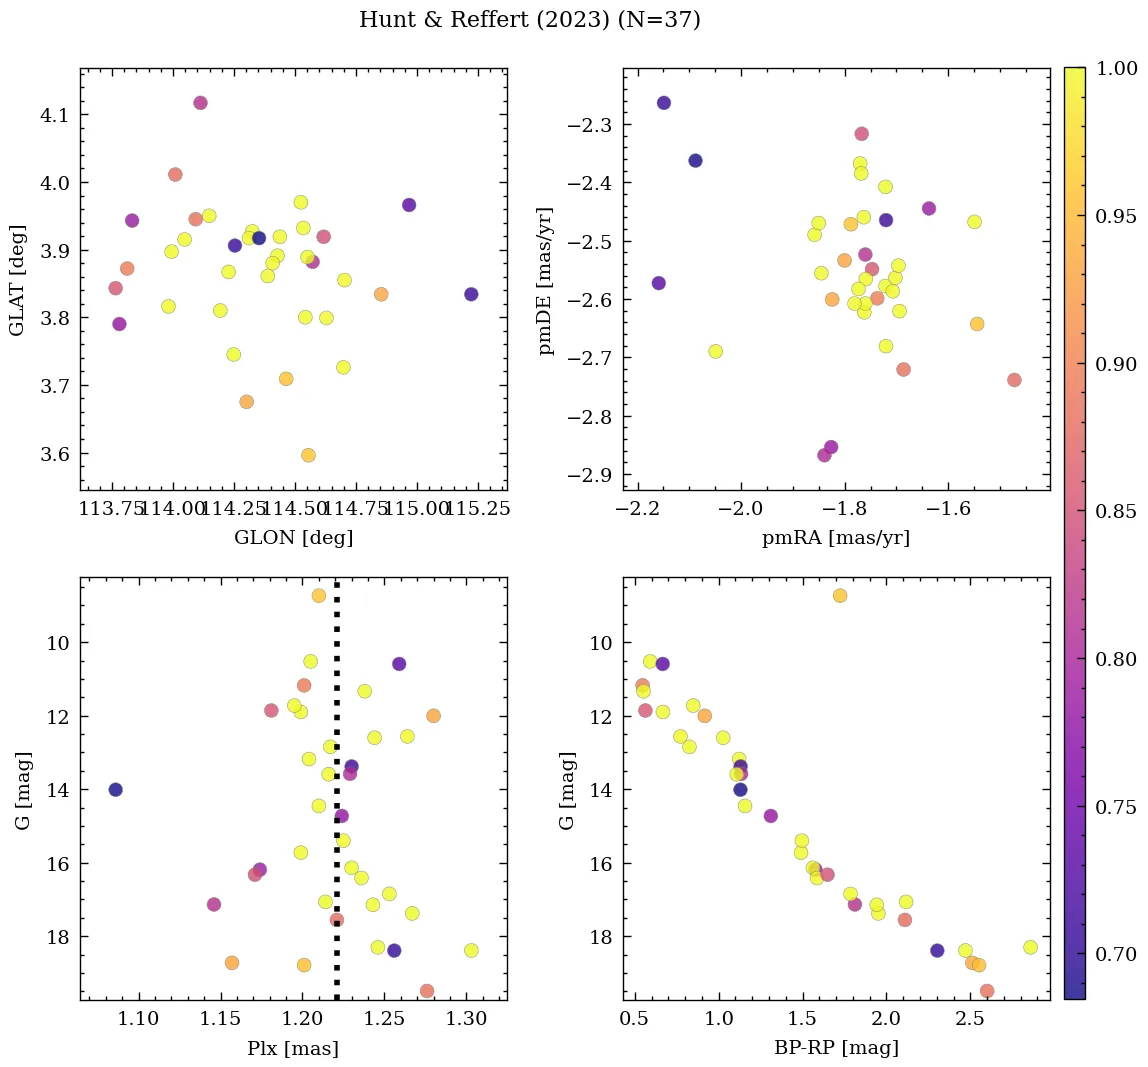 Hunt & Reffert (2023) (N=37)
4.1
4.0
3.9
3.8
3.7
3.6
GLAT [deg]
113.75 114.00 114.25 114.50 114.75 115.00 115.25
GLON [deg]
−2.3
−2.4
−2.5
−2.6
−2.7
−2.8
−2.9
pmDE [mas/yr]
−2.2 −2.0 −1.8 −1.6
pmRA [mas/yr]
1.00
0.95
0.90
0.85
0.80
0.75
0.70
10
12
14
16
18
G [mag]
1.10 1.15 1.20 1.25 1.30
Plx [mas]
10
12
14
16
18
G [mag]
0.5 1.0 1.5 2.0 2.5
BP-RP [mag]